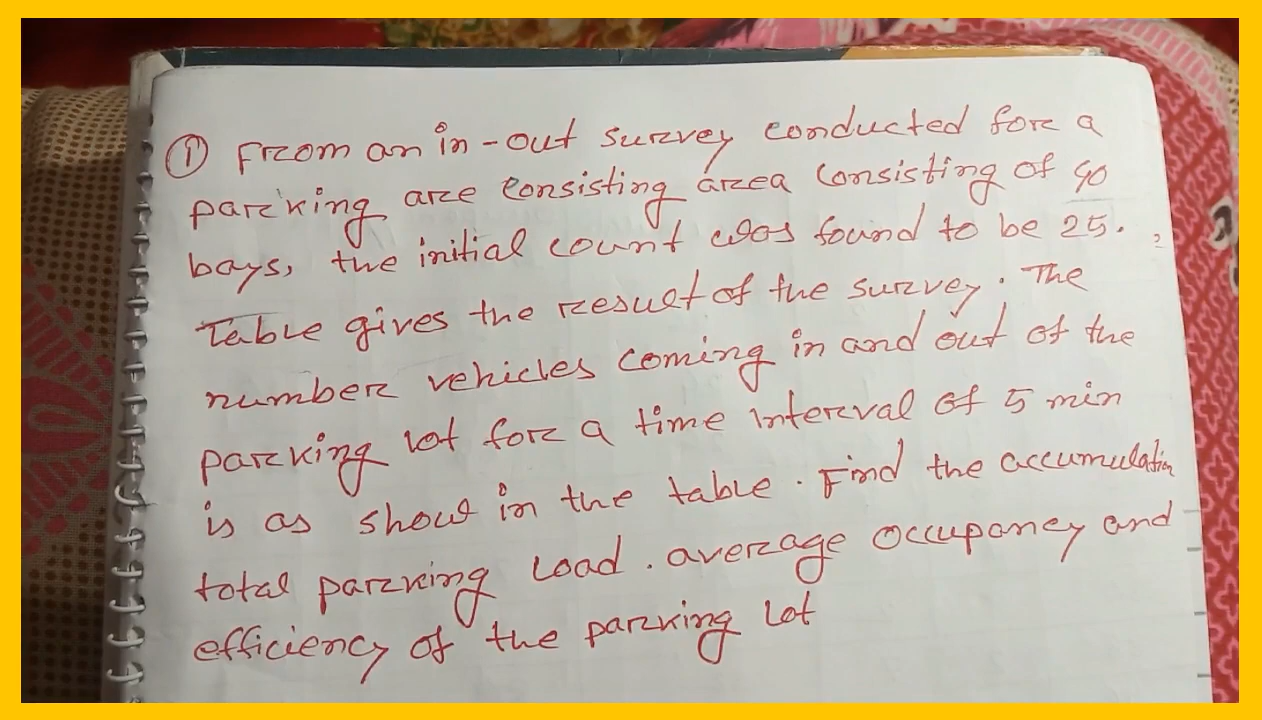 ① From an in-out survey conducted for a
parking are consisting area consisting of 40
bays, the initial count was found to be 25.
Table gives the result of the survey. The
number vehicles coming in and out of the
parking lot for a time interval of 5 min
is as show in the table. Find the accumulation
total parking load. average occupancy and
efficiency of the parking lot